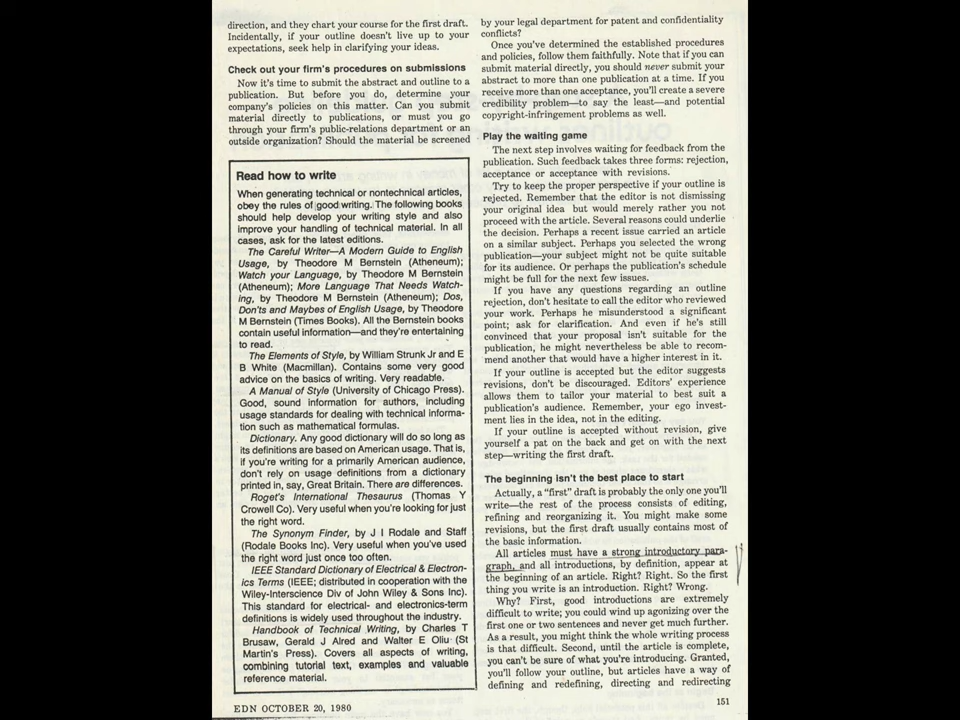 direction, and they chart your course for the first draft.
Incidentally, if your outline doesn't live up to your
expectations, seek help in clarifying your ideas.
Check out your firm's procedures on submissions
Now it's time to submit the abstract and outline to a
publication. But before you do, determine your
company's policies on this matter. Can you submit
material directly to publications, or must you go
through your firm's public-relations department or an
outside organization? Should the material be screened
Read how to write
When generating technical or nontechnical articles,
obey the rules of good writing. The following books
should help develop your writing style and also
improve your handling of technical material. In all
cases, ask for the latest editions.
The Careful Writer—A Modern Guide to English
Usage, by Theodore M Bernstein (Atheneum);
Watch your Language, by Theodore M Bernstein
(Atheneum); More Language That Needs Watch-
ing, by Theodore M Bernstein (Atheneum); Dos,
Don'ts and Maybes of English Usage, by Theodore
M Bernstein (Times Books). All the Bernstein books
contain useful information—and they're entertaining
to read.
The Elements of Style, by William Strunk Jr and E
B White (Macmillan). Contains some very good
advice on the basics of writing. Very readable.
A Manual of Style (University of Chicago Press).
Good, sound information for authors, including
usage standards for dealing with technical informa-
tion such as mathematical formulas.
Dictionary. Any good dictionary will do so long as
its definitions are based on American usage. That is,
if you're writing for a primarily American audience,
don't rely on usage definitions from a dictionary
printed in, say, Great Britain. There are differences.
Roget's International Thesaurus (Thomas Y
Crowell Co). Very useful when you're looking for just
the right word.
The Synonym Finder, by J I Rodale and Staff
(Rodale Books Inc). Very useful when you've used
the right word just once too often.
IEEE Standard Dictionary of Electrical & Electron-
ics Terms (IEEE; distributed in cooperation with the
Wiley-Interscience Div of John Wiley & Sons Inc).
This standard for electrical- and electronics-term
definitions is widely used throughout the industry.
Handbook of Technical Writing, by Charles T
Brusaw, Gerald J Alred and Walter E Oliu (St
Martin's Press). Covers all aspects of writing,
combining tutorial text, examples and valuable
reference material.
by your legal department for patent and confidentiality
conflicts?
Once you've determined the established procedures
and policies, follow them faithfully. Note that if you can
submit material directly, you should never submit your
abstract to more than one publication at a time. If you
receive more than one acceptance, you'll create a severe
credibility problem—to say the least—and potential
copyright-infringement problems as well.
Play the waiting game
The next step involves waiting for feedback from the
publication. Such feedback takes three forms: rejection,
acceptance or acceptance with revisions.
Try to keep the proper perspective if your outline is
rejected. Remember that the editor is not dismissing
your original idea but would merely rather you not
proceed with the article. Several reasons could underlie
the decision. Perhaps a recent issue carried an article
on a similar subject. Perhaps you selected the wrong
publication—your subject might not be quite suitable
for its audience. Or perhaps the publication's schedule
might be full for the next few issues.
If you have any questions regarding an outline
rejection, don't hesitate to call the editor who reviewed
your work. Perhaps he misunderstood a significant
point; ask for clarification. And even if he's still
convinced that your proposal isn't suitable for the
publication, he might nevertheless be able to recom-
mend another that would have a higher interest in it.
If your outline is accepted but the editor suggests
revisions, don't be discouraged. Editors' experience
allows them to tailor your material to best suit a
publication's audience. Remember, your ego invest-
ment lies in the idea, not in the editing.
If your outline is accepted without revision, give
yourself a pat on the back and get on with the next
step—writing the first draft.
The beginning isn't the best place to start
Actually, a "first" draft is probably the only one you'll
write—the rest of the process consists of editing,
refining and reorganizing it. You might make some
revisions, but the first draft usually contains most of
the basic information.
All articles must have a strong introductory para-
graph, and all introductions, by definition, appear at
the beginning of an article. Right? Right. So the first
thing you write is an introduction. Right? Wrong.
Why? First, good introductions are extremely
difficult to write; you could wind up agonizing over the
first one or two sentences and never get much further.
As a result, you might think the whole writing process
is that difficult. Second, until the article is complete,
you can't be sure of what you're introducing. Granted,
you'll follow your outline, but articles have a way of
defining and redefining, directing and redirecting
EDN OCTOBER 20, 1980
151